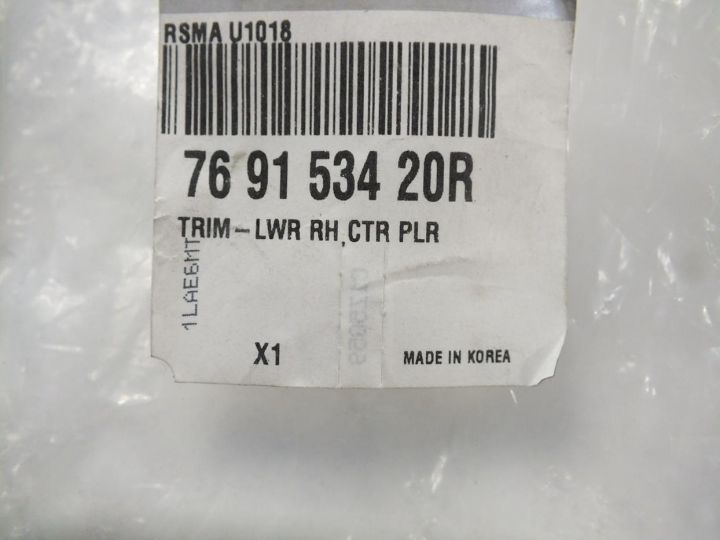 RSMA U1018
76 91 534 20R
TRIM-LWR RH,CTR PLR
1LAE6MT
X1
MADE IN KOREA